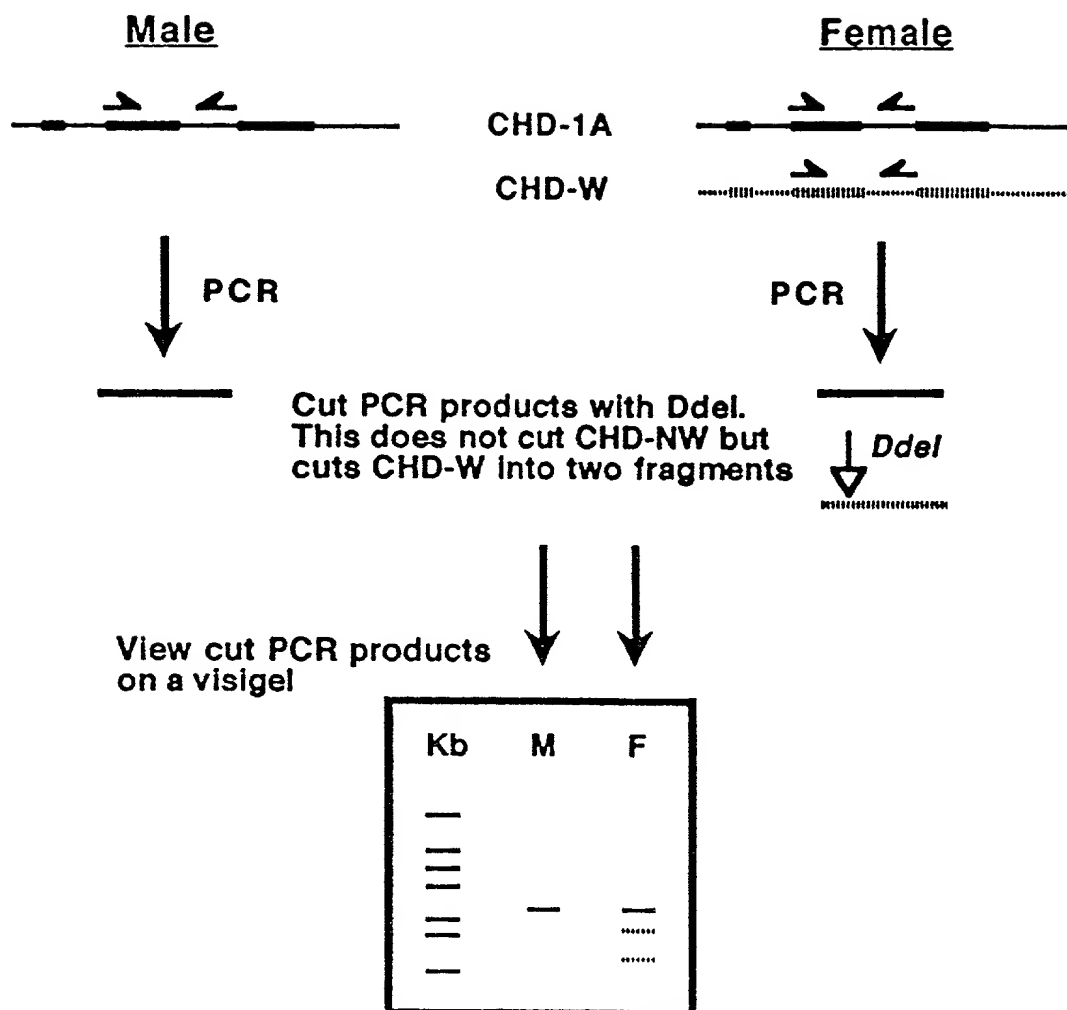 Male
Female
CHD-1A
CHD-W
PCR
PCR
Cut PCR products with DdeI.
This does not cut CHD-NW but
cuts CHD-W into two fragments
DdeI
View cut PCR products
on a visigel
Kb M F